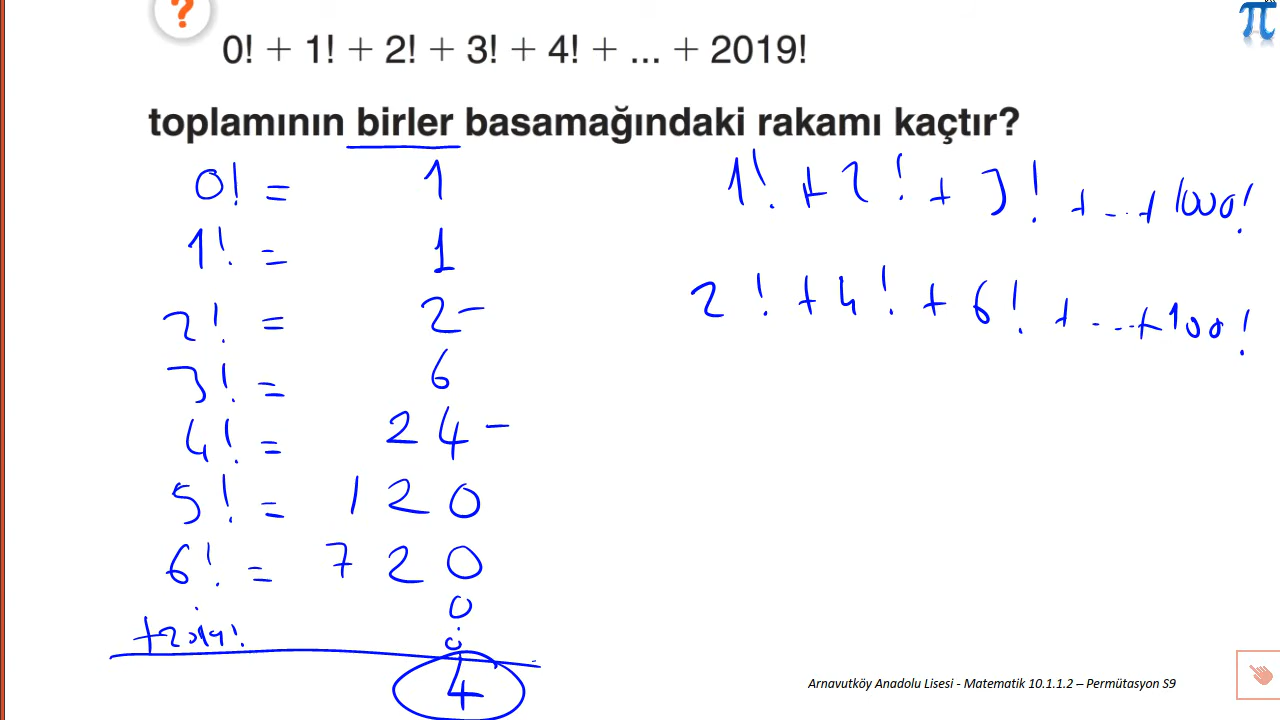 ?
π
0! + 1! + 2! + 3! + 4! + ... + 2019!
toplamının birler basamağındaki rakamı kaçtır?
0! = 1
1! = 1
2! = 2 -
3! = 6
4! = 24 -
5! = 120
6! = 720
0
0
+2019!
4
1! + 2! + 3! + ... + 1000!
2! + 4! + 6! + ... + 100!
Arnavutköy Anadolu Lisesi - Matematik 10.1.1.2 – Permütasyon S9